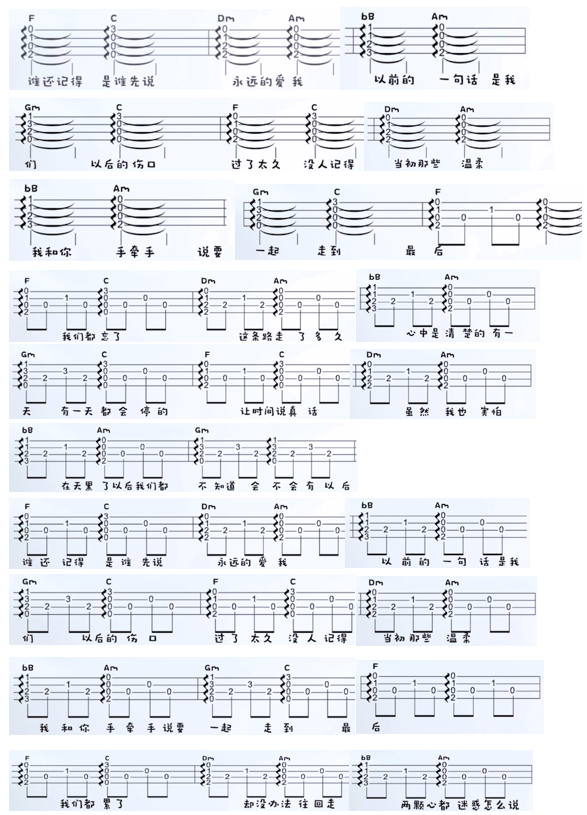 F C Dm Am bB Am
谁还记得 是谁先说 永远的爱我 以前的 一句话 是我
Gm C F C Dm Am
们 以后的伤口 过了太久 没人记得 当初那些 温柔
bB Am Gm C F
我和你 手牵手 说要 一起 走到 最 后
F C Dm Am bB Am
我们都忘了 这条路走 了多久 心中是清楚的有一
Gm C F C Dm Am
天 有一天都会停的 让时间说真话 虽然 我也 害怕
bB Am Gm
在天黑了以后我们都 不知道 会不会有以后
F C Dm Am bB Am
谁还 记得 是谁先说 永远的爱我 以前的一句 话是我
Gm C F C Dm Am
们 以后的伤口 过了太久 没人记得 当初那些 温柔
bB Am Gm C F
我和你 手牵手说要 一起 走到 最 后
F C Dm Am bB Am
我们都累了 却没办法往回走 两颗心都 迷惑怎么说